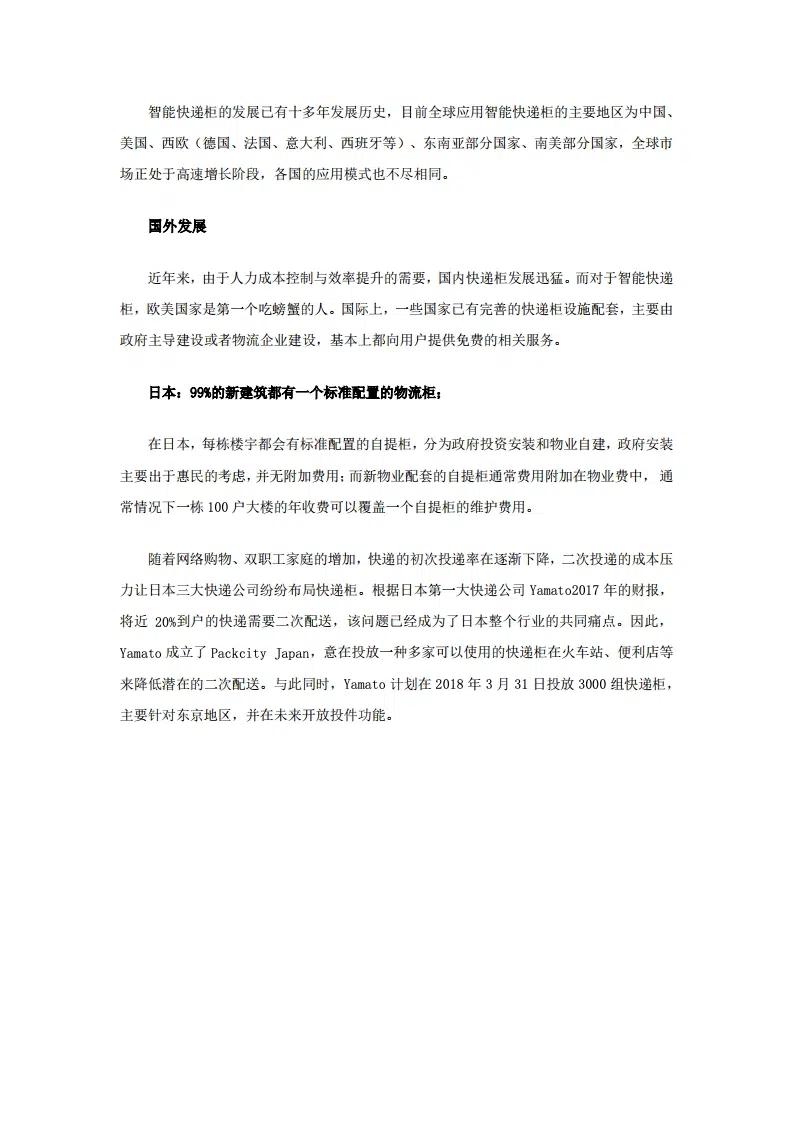 智能快递柜的发展已有十多年发展历史，目前全球应用智能快递柜的主要地区为中国、
美国、西欧（德国、法国、意大利、西班牙等）、东南亚部分国家、南美部分国家，全球市
场正处于高速增长阶段，各国的应用模式也不尽相同。
国外发展
近年来，由于人力成本控制与效率提升的需要，国内快递柜发展迅猛。而对于智能快递
柜，欧美国家是第一个吃螃蟹的人。国际上，一些国家已有完善的快递柜设施配套，主要由
政府主导建设或者物流企业建设，基本上都向用户提供免费的相关服务。
日本：99%的新建筑都有一个标准配置的物流柜；
在日本，每栋楼宇都会有标准配置的自提柜，分为政府投资安装和物业自建，政府安装
主要出于惠民的考虑，并无附加费用；而新物业配套的自提柜通常费用附加在物业费中， 通
常情况下一栋 100 户大楼的年收费可以覆盖一个自提柜的维护费用。
随着网络购物、双职工家庭的增加，快递的初次投递率在逐渐下降，二次投递的成本压
力让日本三大快递公司纷纷布局快递柜。根据日本第一大快递公司 Yamato2017 年的财报，
将近 20%到户的快递需要二次配送，该问题已经成为了日本整个行业的共同痛点。因此，
Yamato 成立了 Packcity Japan，意在投放一种多家可以使用的快递柜在火车站、便利店等
来降低潜在的二次配送。与此同时，Yamato 计划在 2018 年 3 月 31 日投放 3000 组快递柜，
主要针对东京地区，并在未来开放投件功能。